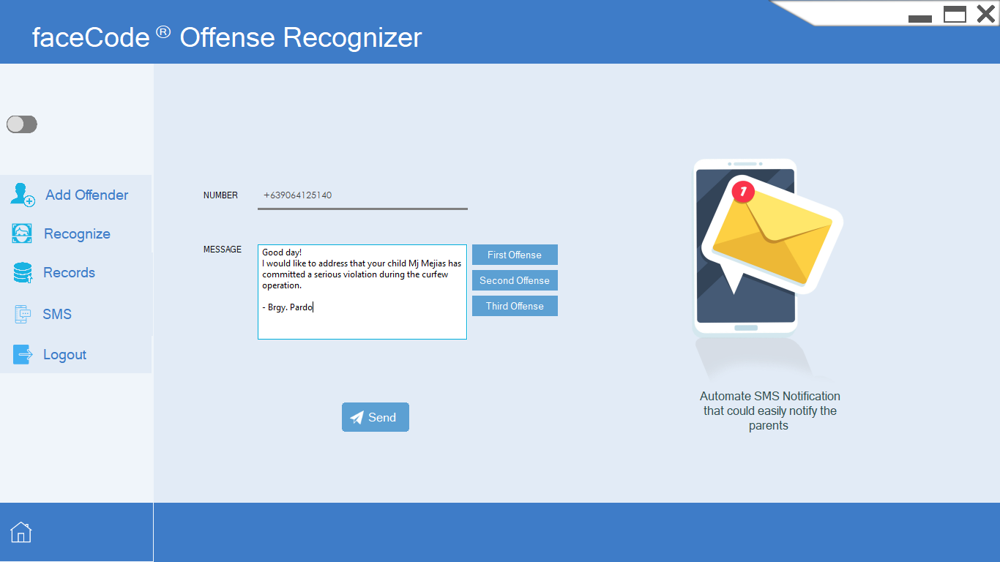 faceCode ® Offense Recognizer
Add Offender
Recognize
Records
SMS
Logout
NUMBER +639064125140
MESSAGE
Good day!
I would like to address that your child Mj Mejias has
committed a serious violation during the curfew
operation.
- Brgy. Pardo
First Offense
Second Offense
Third Offense
Send
1
Automate SMS Notification
that could easily notify the
parents